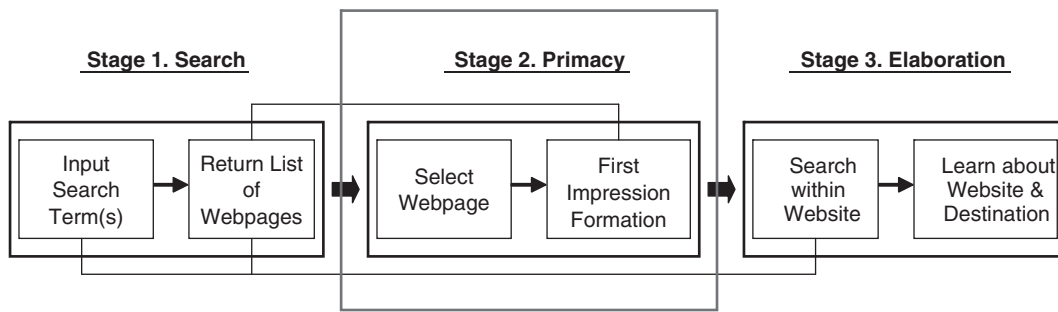 Stage 1. Search
Stage 2. Primacy
Stage 3. Elaboration
Input
Search
Term(s)
Return List
of
Webpages
Select
Webpage
First
Impression
Formation
Search
within
Website
Learn about
Website &
Destination